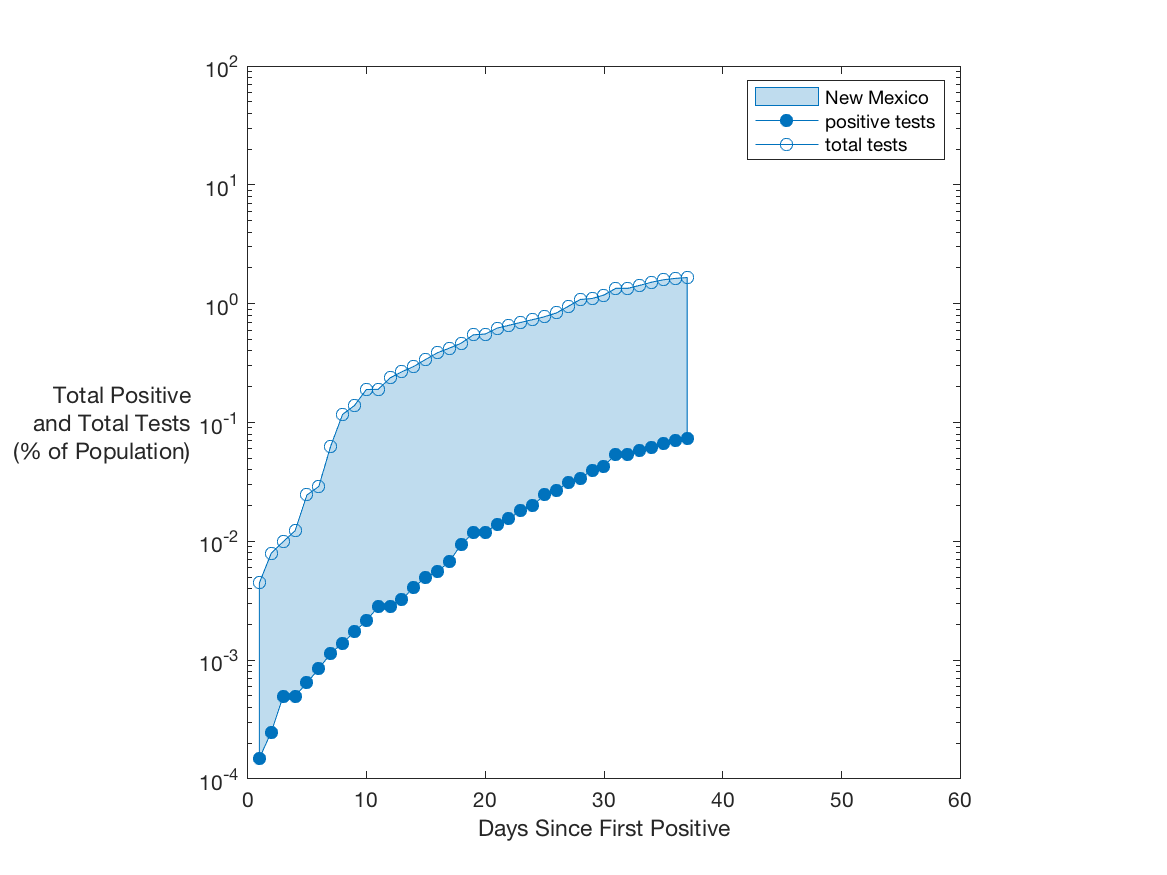 10^2
10^1
10^0
10^-1
10^-2
10^-3
10^-4
Total Positive
and Total Tests
(% of Population)
New Mexico
positive tests
total tests
0 10 20 30 40 50 60
Days Since First Positive